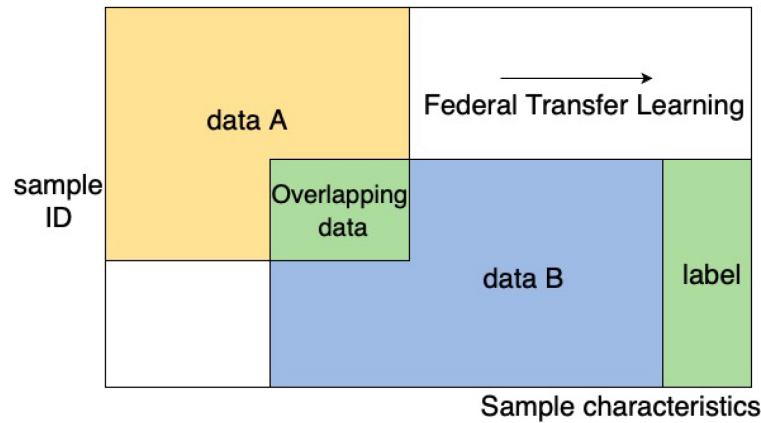 data A
Federal Transfer Learning
sample
ID
Overlapping
data
data B
label
Sample characteristics